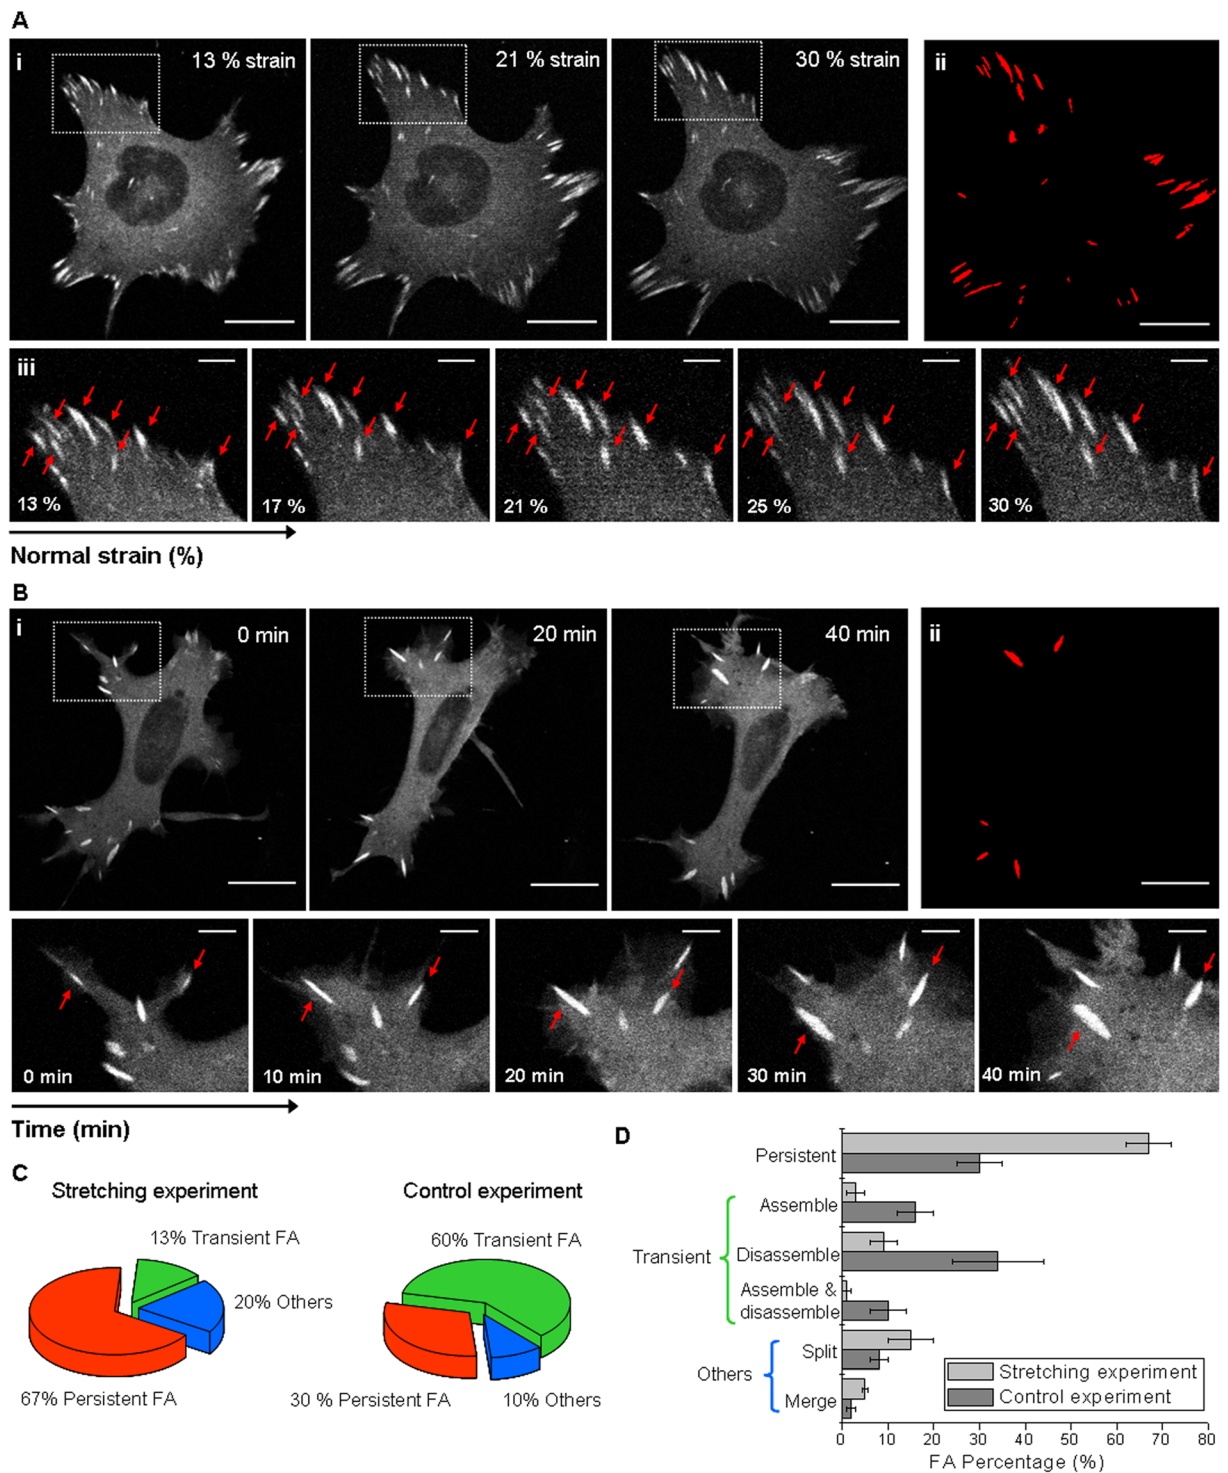 A
i
13 % strain
21 % strain
30 % strain
ii
iii
13 %
17 %
21 %
25 %
30 %
Normal strain (%)
B
i
0 min
20 min
40 min
ii
0 min
10 min
20 min
30 min
40 min
Time (min)
C
Stretching experiment
13% Transient FA
20% Others
67% Persistent FA
Control experiment
60% Transient FA
30 % Persistent FA
10% Others
D
Persistent
Assemble
Transient
Disassemble
Assemble &
disassemble
Split
Others
Merge
Stretching experiment
Control experiment
0 10 20 30 40 50 60 70 80
FA Percentage (%)